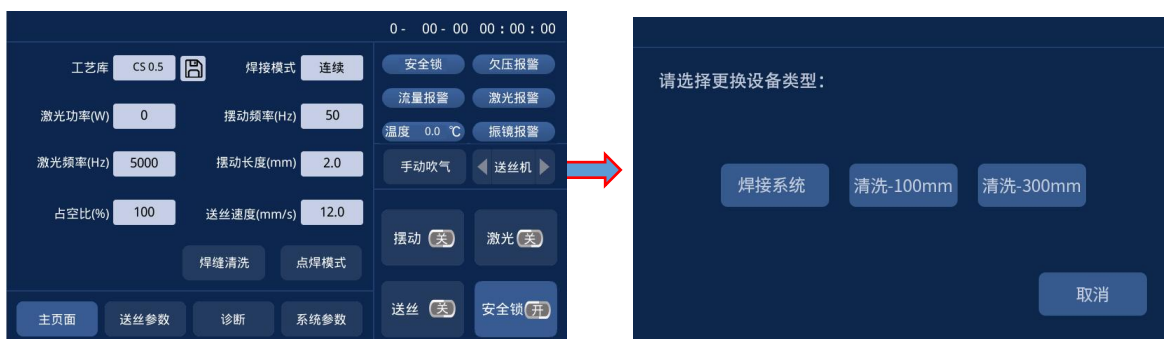 0- 00-00 00:00:00
工艺库 CS 0.5 焊接模式 连续
激光功率(W) 0 摆动频率(Hz) 50
激光频率(Hz) 5000 摆动长度(mm) 2.0
占空比(%) 100 送丝速度(mm/s) 12.0
焊缝清洗 点焊模式
主页面 送丝参数 诊断 系统参数
安全锁 欠压报警
流量报警 激光报警
温度 0.0 ℃ 振镜报警
手动吹气 送丝机
摆动 关 激光 关
送丝 关 安全锁 开
请选择更换设备类型：
焊接系统 清洗-100mm 清洗-300mm
取消